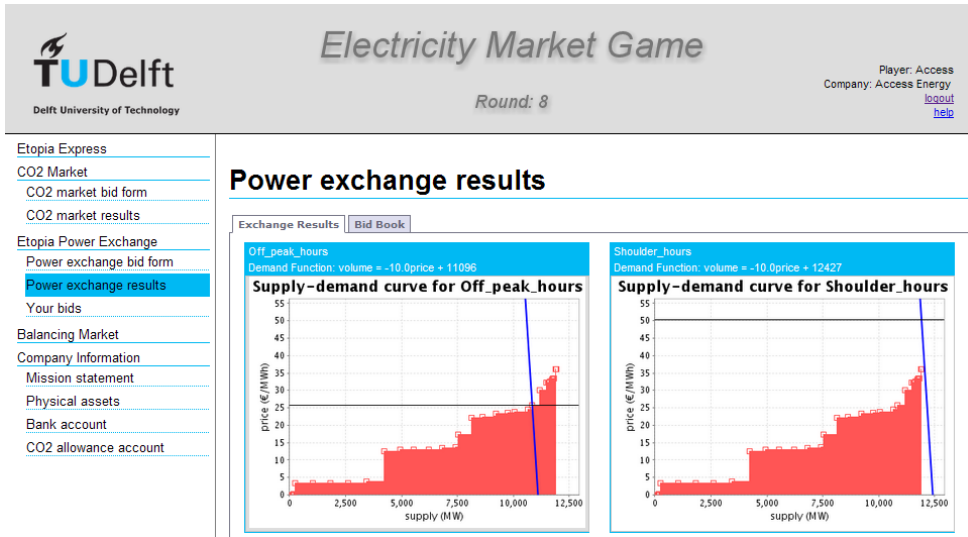 TUDelft
Delft University of Technology
Electricity Market Game
Round: 8
Player: Access
Company: Access Energy
logout
help
Etopia Express
CO2 Market
CO2 market bid form
CO2 market results
Etopia Power Exchange
Power exchange bid form
Power exchange results
Your bids
Balancing Market
Company Information
Mission statement
Physical assets
Bank account
CO2 allowance account
Power exchange results
Exchange Results Bid Book
Off_peak_hours
Demand Function: volume = -10.0price + 11096
Supply-demand curve for Off_peak_hours
price (€/MWh)
55
50
45
40
35
30
25
20
15
10
5
0
0 2,500 5,000 7,500 10,000 12,500
supply (MW)
Shoulder_hours
Demand Function: volume = -10.0price + 12427
Supply-demand curve for Shoulder_hours
price (€/MWh)
55
50
45
40
35
30
25
20
15
10
5
0
0 2,500 5,000 7,500 10,000 12,500
supply (MW)